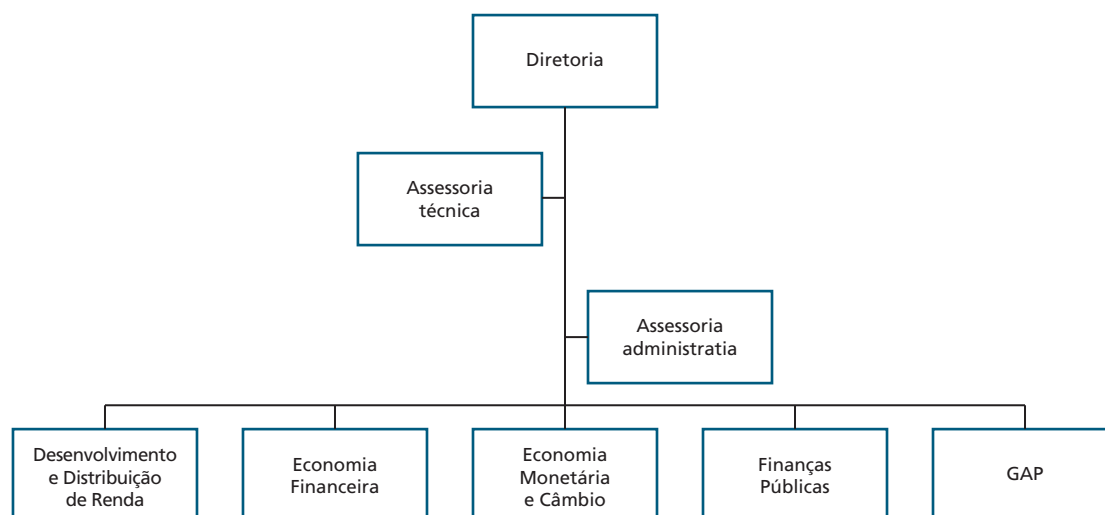 Diretoria
Assessoria
técnica
Assessoria
administratia
Desenvolvimento
e Distribuição
de Renda
Economia
Financeira
Economia
Monetária
e Câmbio
Finanças
Públicas
GAP